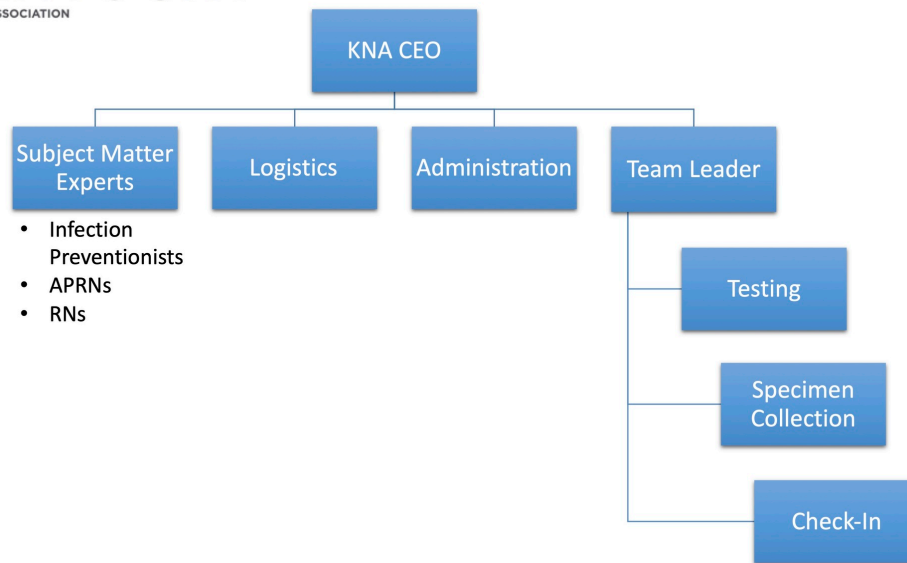 SSOCIATION
KNA CEO
Subject Matter
Experts
Logistics
Administration
Team Leader
• Infection
Preventionists
• APRNs
• RNs
Testing
Specimen
Collection
Check-In